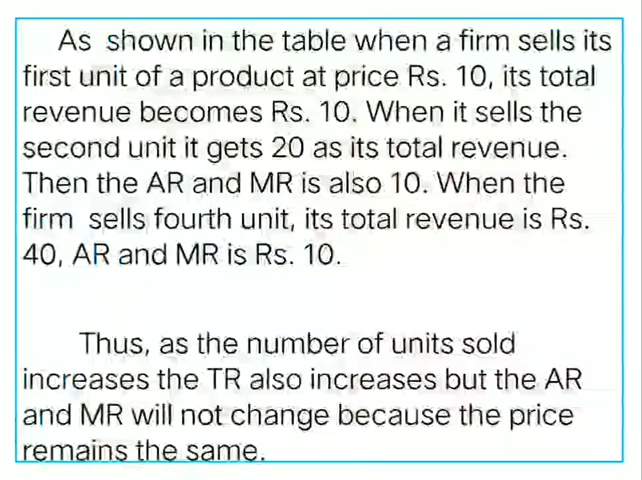 As shown in the table when a firm sells its
first unit of a product at price Rs. 10, its total
revenue becomes Rs. 10. When it sells the
second unit it gets 20 as its total revenue.
Then the AR and MR is also 10. When the
firm sells fourth unit, its total revenue is Rs.
40, AR and MR is Rs. 10.
Thus, as the number of units sold
increases the TR also increases but the AR
and MR will not change because the price
remains the same.